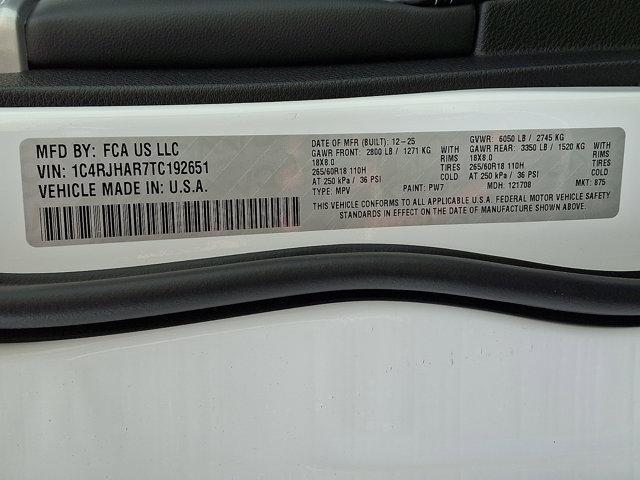 MFD BY: FCA US LLC
VIN: 1C4RJHAR7TC192651
VEHICLE MADE IN: U.S.A.
DATE OF MFR (BUILT): 12-25
GAWR FRONT: 2800 LB / 1271 KG WITH
18X8.0 RIMS
265/60R18 110H TIRES
AT 250 kPa / 36 PSI COLD
TYPE: MPV PAINT: PW7
GVWR: 6050 LB / 2745 KG
GAWR REAR: 3350 LB / 1520 KG WITH
18X8.0 RIMS
265/60R18 110H TIRES
AT 250 kPa / 36 PSI COLD
MDH: 121708 MKT: 875
THIS VEHICLE CONFORMS TO ALL APPLICABLE U.S.A. FEDERAL MOTOR VEHICLE SAFETY
STANDARDS IN EFFECT ON THE DATE OF MANUFACTURE SHOWN ABOVE.